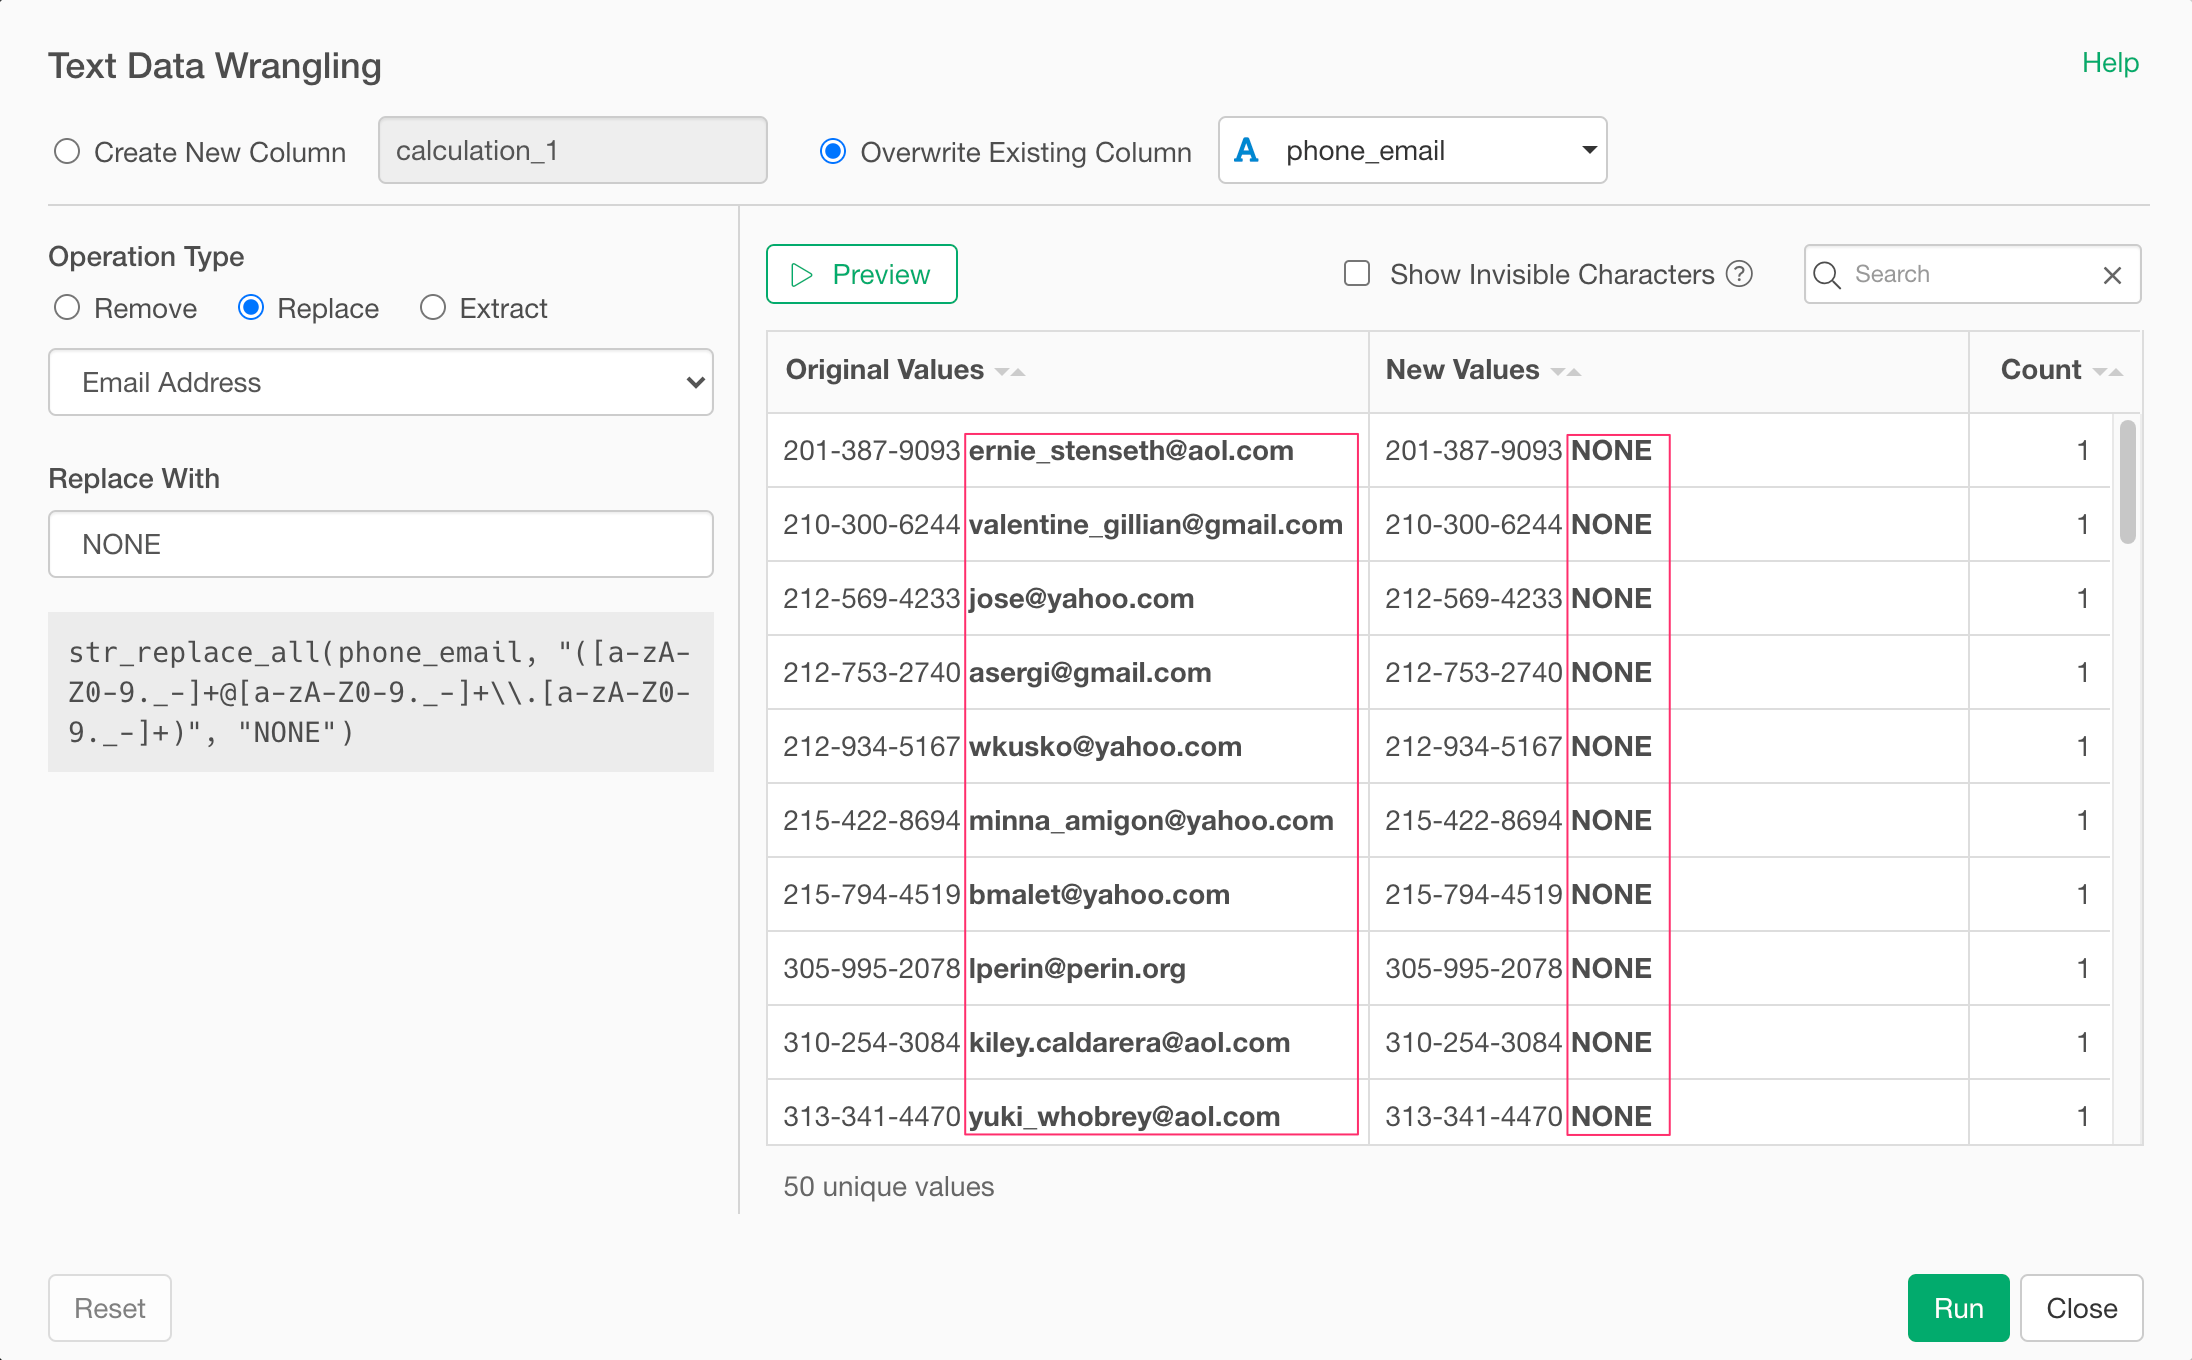 Text Data Wrangling
Help
Create New Column
calculation_1
Overwrite Existing Column
A phone_email
Operation Type
Remove
Replace
Extract
Email Address
Replace With
NONE
str_replace_all(phone_email, "([a-zA-
Z0-9._-]+@[a-zA-Z0-9._-]+\\.[a-zA-Z0-
9._-]+)", "NONE")
Preview
Show Invisible Characters ?
Search
Original Values New Values Count
201-387-9093 ernie_stenseth@aol.com 201-387-9093 NONE 1
210-300-6244 valentine_gillian@gmail.com 210-300-6244 NONE 1
212-569-4233 jose@yahoo.com 212-569-4233 NONE 1
212-753-2740 asergi@gmail.com 212-753-2740 NONE 1
212-934-5167 wkusko@yahoo.com 212-934-5167 NONE 1
215-422-8694 minna_amigon@yahoo.com 215-422-8694 NONE 1
215-794-4519 bmalet@yahoo.com 215-794-4519 NONE 1
305-995-2078 lperin@perin.org 305-995-2078 NONE 1
310-254-3084 kiley.caldarera@aol.com 310-254-3084 NONE 1
313-341-4470 yuki_whobrey@aol.com 313-341-4470 NONE 1
50 unique values
Reset
Run
Close